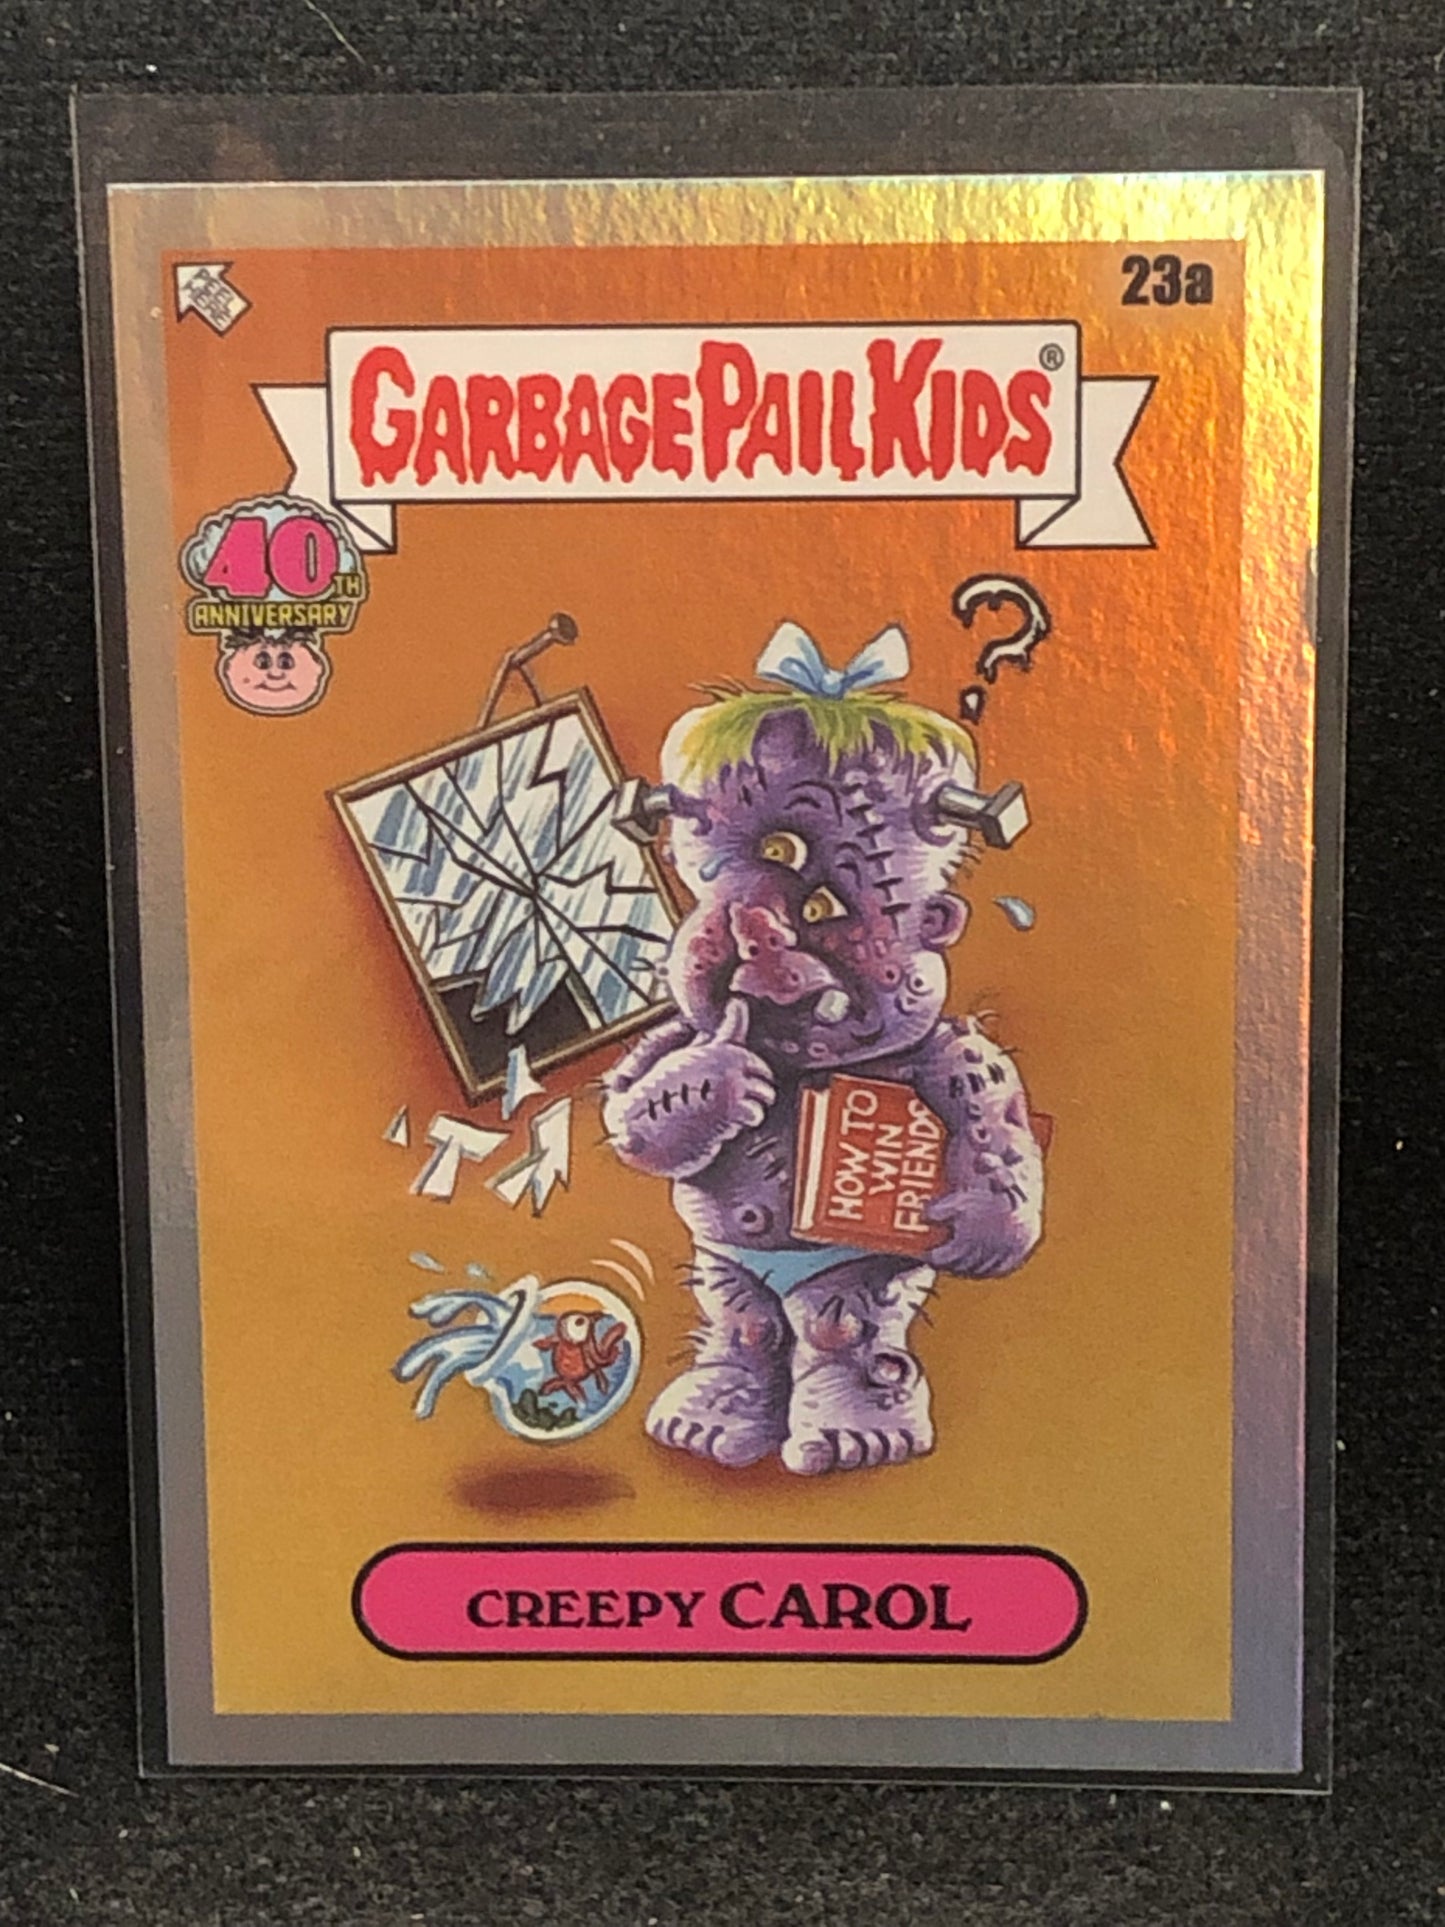 23a
GARBAGE PAIL KIDS®
40TH
ANNIVERSARY
HOW TO
WIN
FRIENDS
CREEPY CAROL